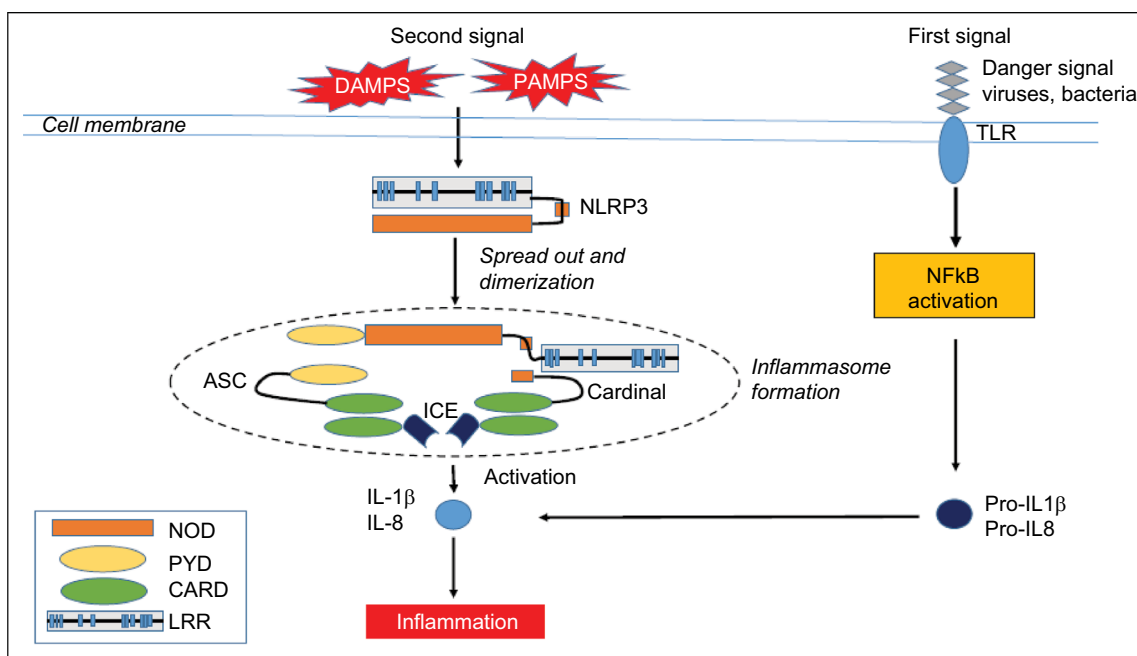 Second signal
First signal
DAMPS
PAMPS
Danger signal
viruses, bacteria
Cell membrane
TLR
NLRP3
Spread out and
dimerization
NFkB
activation
ASC
Cardinal
ICE
Inflammasome
formation
Activation
IL-1β
IL-8
Pro-IL1β
Pro-IL8
NOD
PYD
CARD
LRR
Inflammation